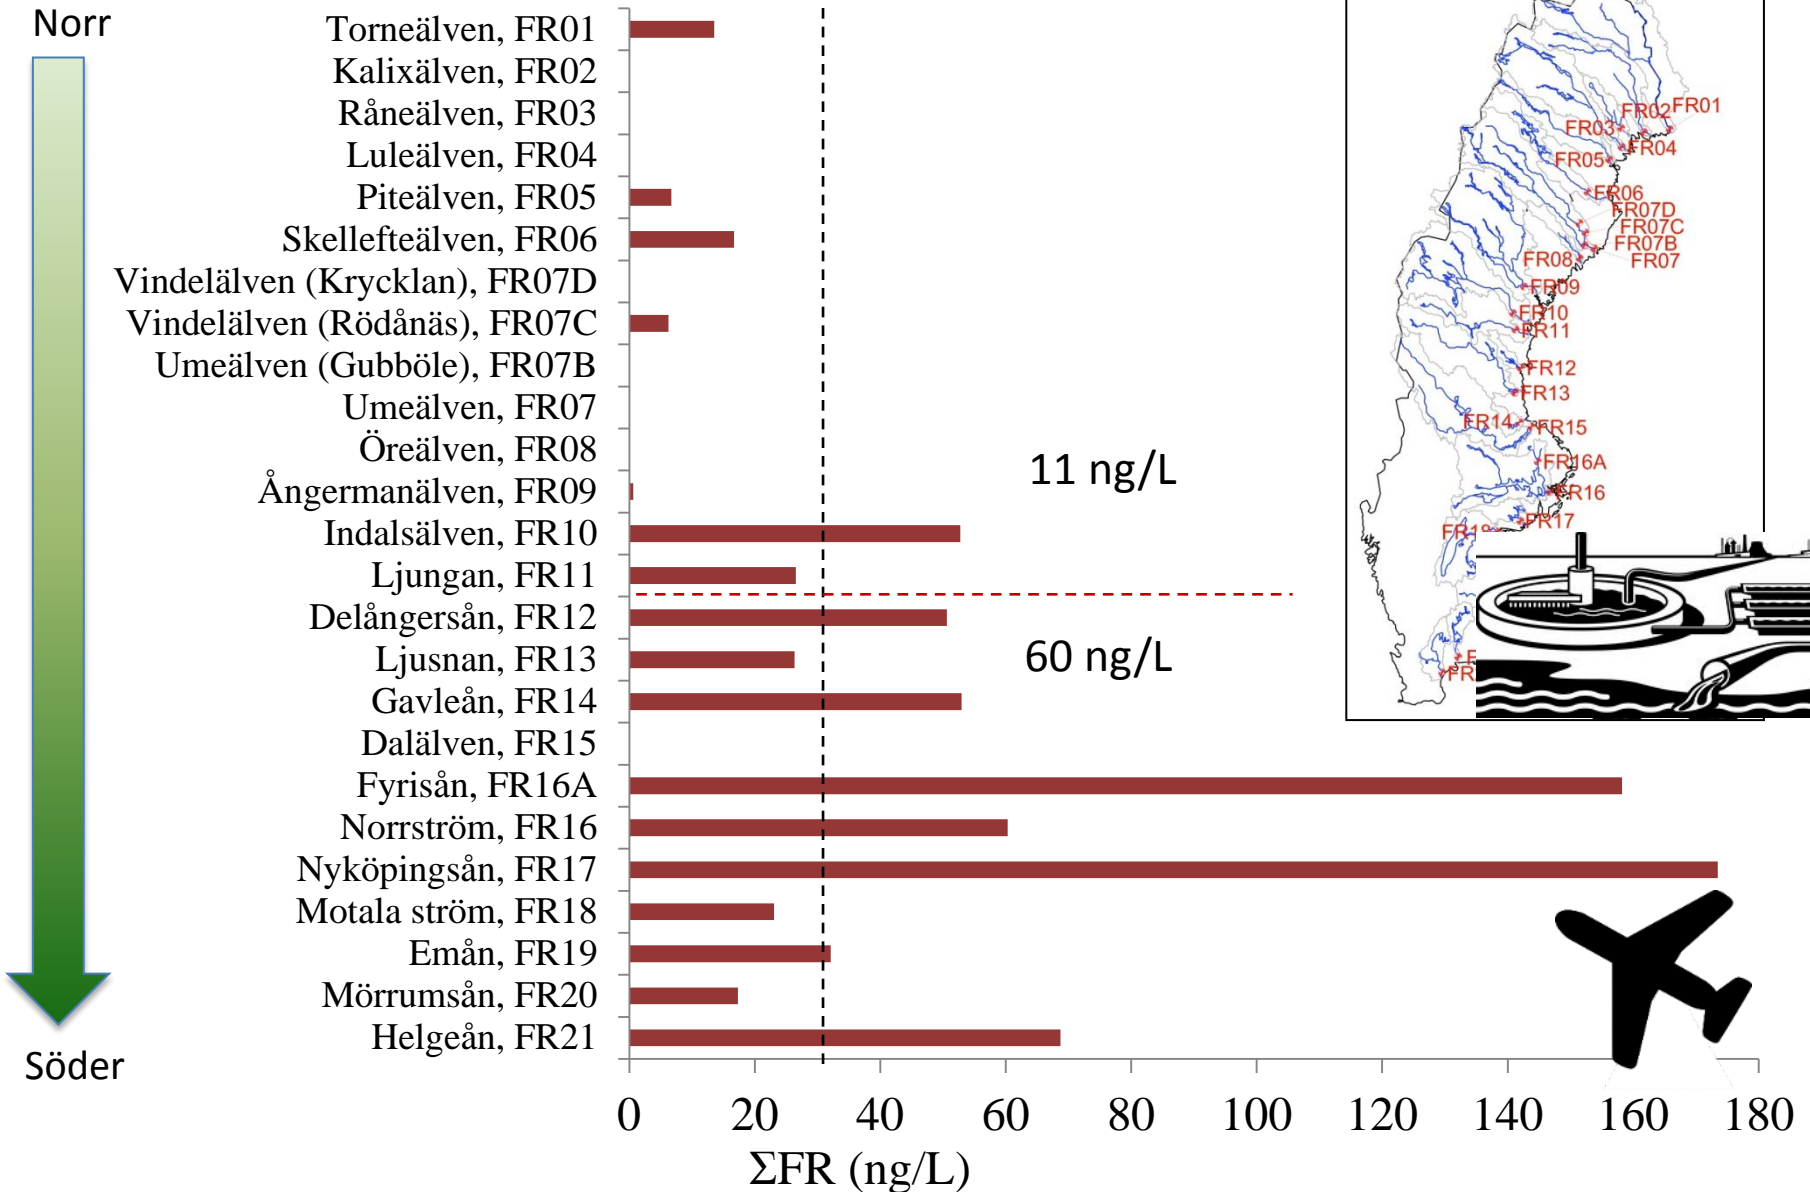 Norr
Torneälven, FR01
Kalixälven, FR02
Råneälven, FR03
Luleälven, FR04
Piteälven, FR05
Skellefteälven, FR06
Vindelälven (Krycklan), FR07D
Vindelälven (Rödånäs), FR07C
Umeälven (Gubböle), FR07B
Umeälven, FR07
Öreälven, FR08
Ångermanälven, FR09
Indalsälven, FR10
Ljungan, FR11
Delångersån, FR12
Ljusnan, FR13
Gavleån, FR14
Dalälven, FR15
Fyrisån, FR16A
Norrström, FR16
Nyköpingsån, FR17
Motala ström, FR18
Emån, FR19
Mörrumsån, FR20
Helgeån, FR21
Söder
11 ng/L
60 ng/L
0 20 40 60 80 100 120 140 160 180
ΣFR (ng/L)
FR01
FR02
FR03
FR04
FR05
FR06
FR07D
FR07C
FR07B
FR07
FR08
FR09
FR10
FR11
FR12
FR13
FR14
FR15
FR16A
FR16
FR17